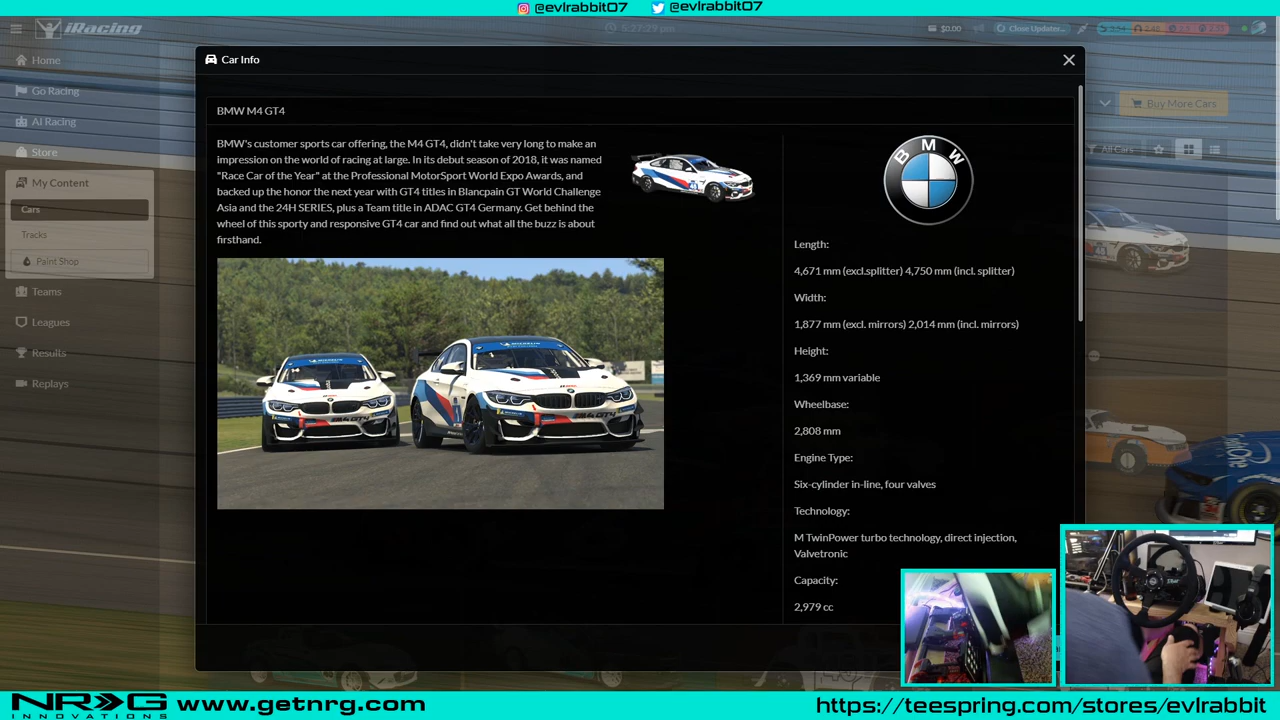 @evlrabbit07 @evlrabbit07
iRacing
5:27:29 pm
$0.00
Close Updater...
Car Info
Home
Go Racing
AI Racing
Store
My Content
Cars
Tracks
Paint Shop
Teams
Leagues
Results
Replays
Buy More Cars
All Cars
BMW M4 GT4
BMW's customer sports car offering, the M4 GT4, didn't take very long to make an
impression on the world of racing at large. In its debut season of 2018, it was named
"Race Car of the Year" at the Professional MotorSport World Expo Awards, and
backed up the honor the next year with GT4 titles in Blancpain GT World Challenge
Asia and the 24H SERIES, plus a Team title in ADAC GT4 Germany. Get behind the
wheel of this sporty and responsive GT4 car and find out what all the buzz is about
firsthand.
BMW
Length:
4,671 mm (excl.splitter) 4,750 mm (incl. splitter)
Width:
1,877 mm (excl. mirrors) 2,014 mm (incl. mirrors)
Height:
1,369 mm variable
Wheelbase:
2,808 mm
Engine Type:
Six-cylinder in-line, four valves
Technology:
M TwinPower turbo technology, direct injection,
Valvetronic
Capacity:
2,979 cc
NRG
INNOVATIONS
www.getnrg.com
https://teespring.com/stores/evlrabbit